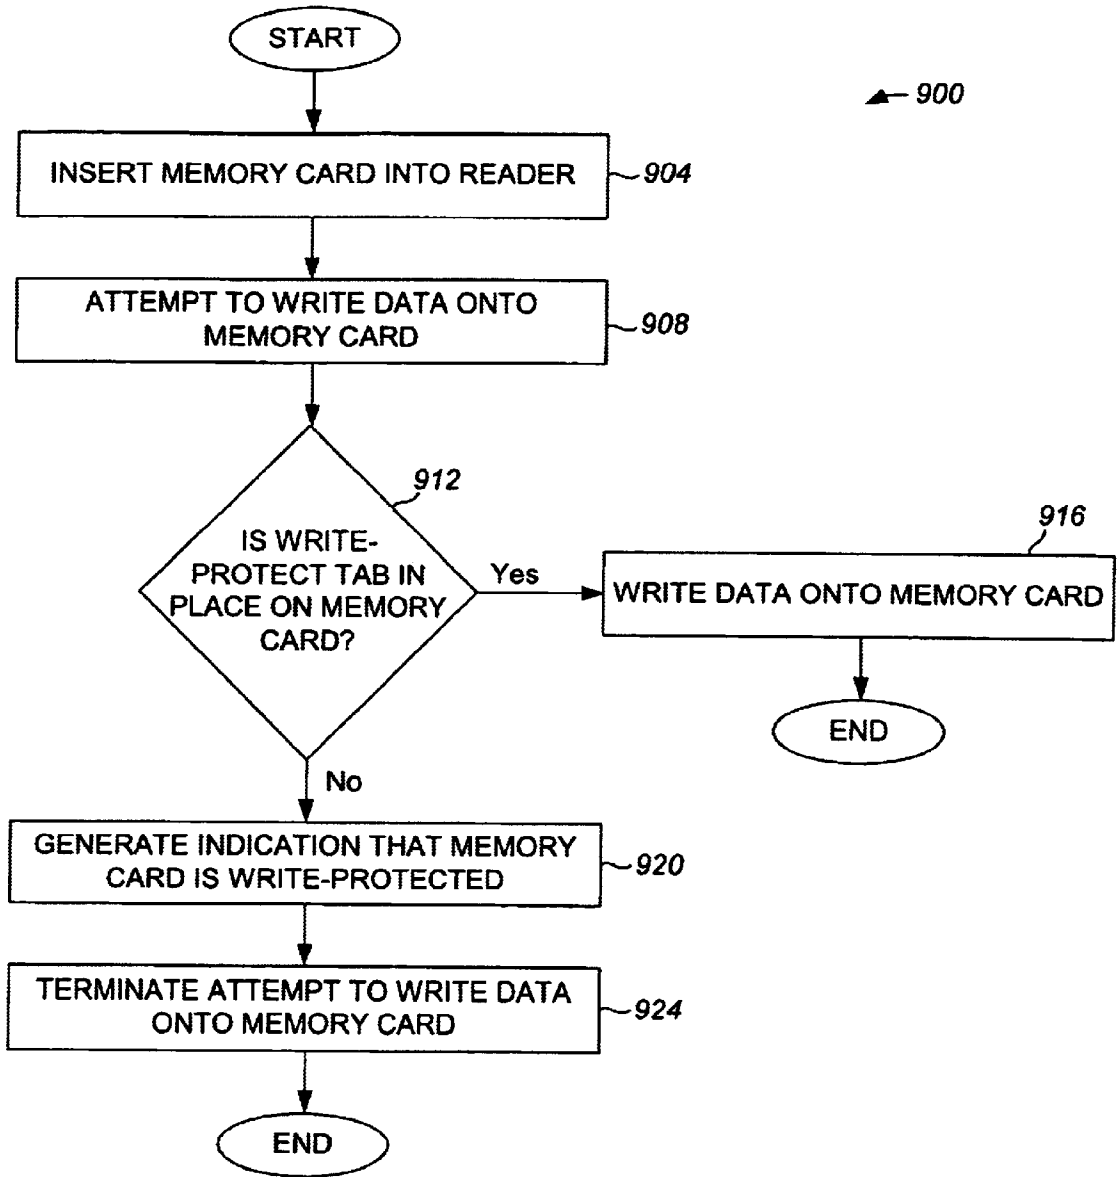 START
900
INSERT MEMORY CARD INTO READER
904
ATTEMPT TO WRITE DATA ONTO
MEMORY CARD
908
912
IS WRITE-
PROTECT TAB IN
PLACE ON MEMORY
CARD?
Yes
916
WRITE DATA ONTO MEMORY CARD
END
No
GENERATE INDICATION THAT MEMORY
CARD IS WRITE-PROTECTED
920
TERMINATE ATTEMPT TO WRITE DATA
ONTO MEMORY CARD
924
END